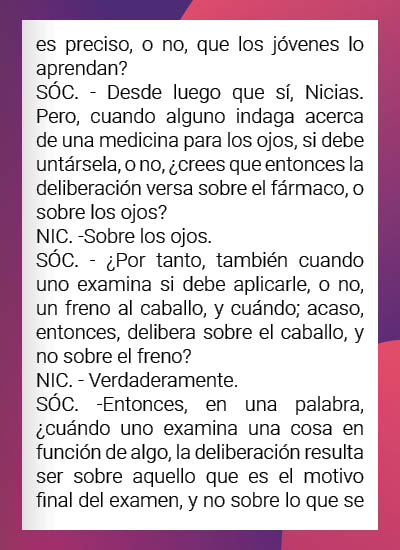 es preciso, o no, que los jóvenes lo
aprendan?
SÓC. - Desde luego que sí, Nicias.
Pero, cuando alguno indaga acerca
de una medicina para los ojos, si debe
untársela, o no, ¿crees que entonces la
deliberación versa sobre el fármaco, o
sobre los ojos?
NIC. -Sobre los ojos.
SÓC. - ¿Por tanto, también cuando
uno examina si debe aplicarle, o no,
un freno al caballo, y cuándo; acaso,
entonces, delibera sobre el caballo, y
no sobre el freno?
NIC. - Verdaderamente.
SÓC. -Entonces, en una palabra,
¿cuándo uno examina una cosa en
función de algo, la deliberación resulta
ser sobre aquello que es el motivo
final del examen, y no sobre lo que se